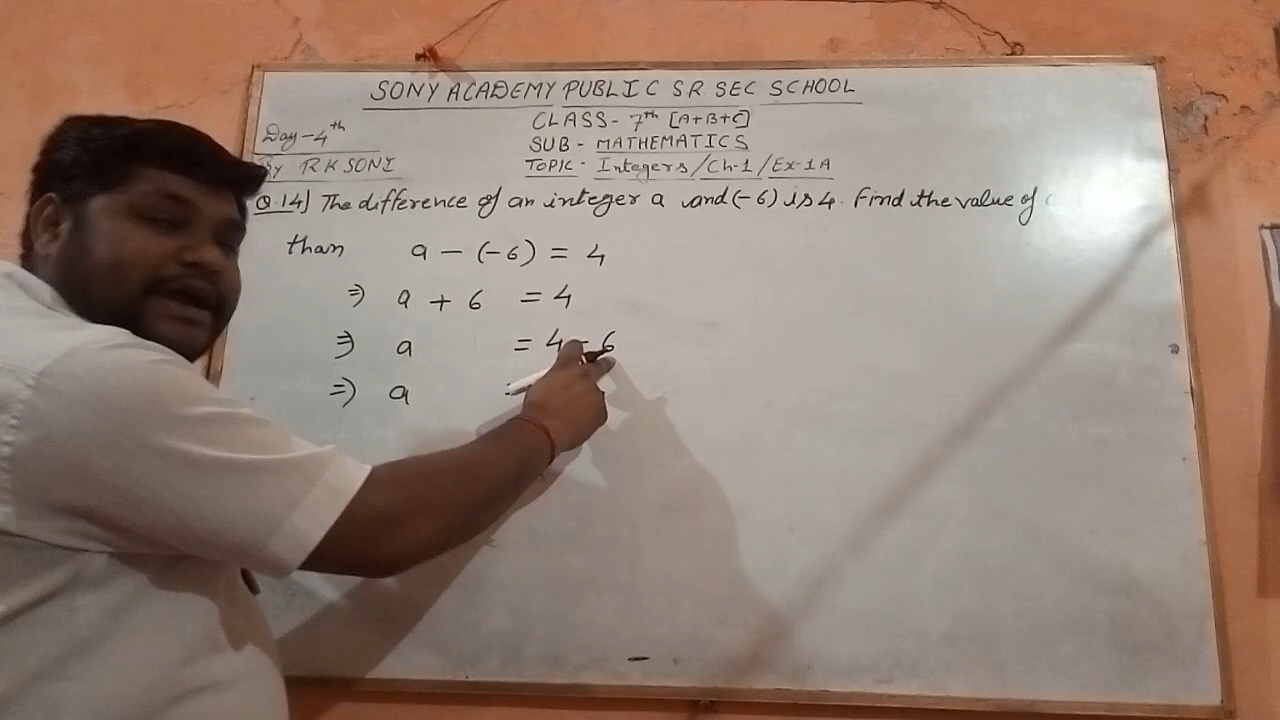 SONY ACADEMY PUBLIC SR SEC SCHOOL
CLASS - 7th [A+B+C]
Day - 4th
SUB - MATHEMATICS
By RK SONI
TOPIC - Integers/Ch-1/Ex-1A
Q.14) The difference of an integer a and (-6) is 4. Find the value of
than a - (-6) = 4
⇒ a + 6 = 4
⇒ a = 4 - 6
⇒ a =